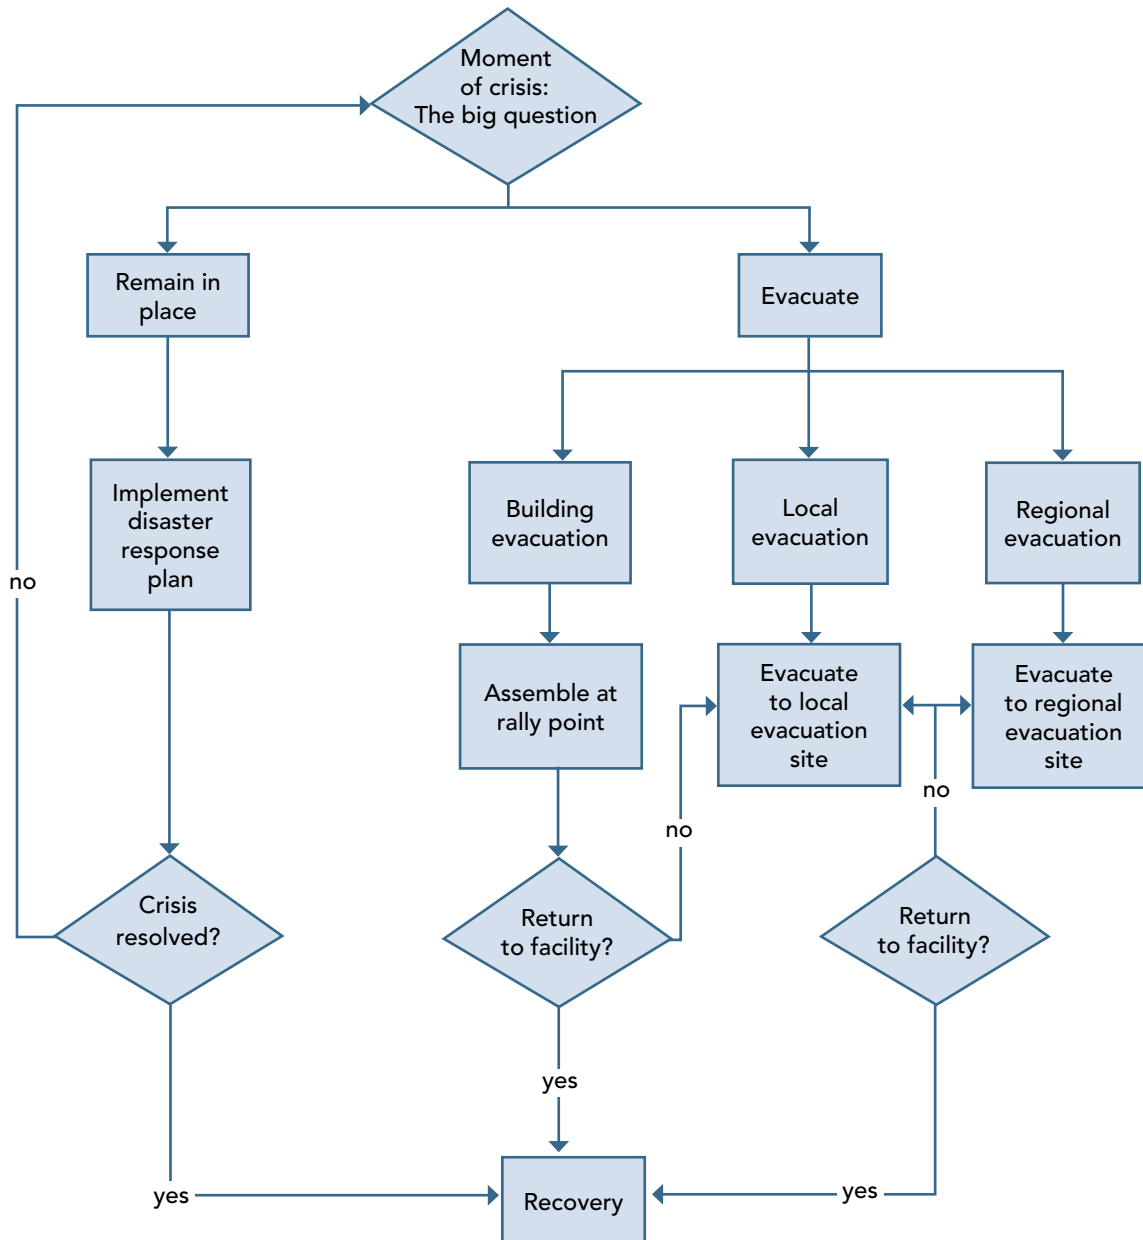 Moment
of crisis:
The big question
Remain in
place
Evacuate
Implement
disaster
response
plan
Building
evacuation
Local
evacuation
Regional
evacuation
no
Assemble at
rally point
Evacuate
to local
evacuation
site
Evacuate
to regional
evacuation
site
no
no
Crisis
resolved?
Return
to facility?
Return
to facility?
yes
yes
yes
Recovery